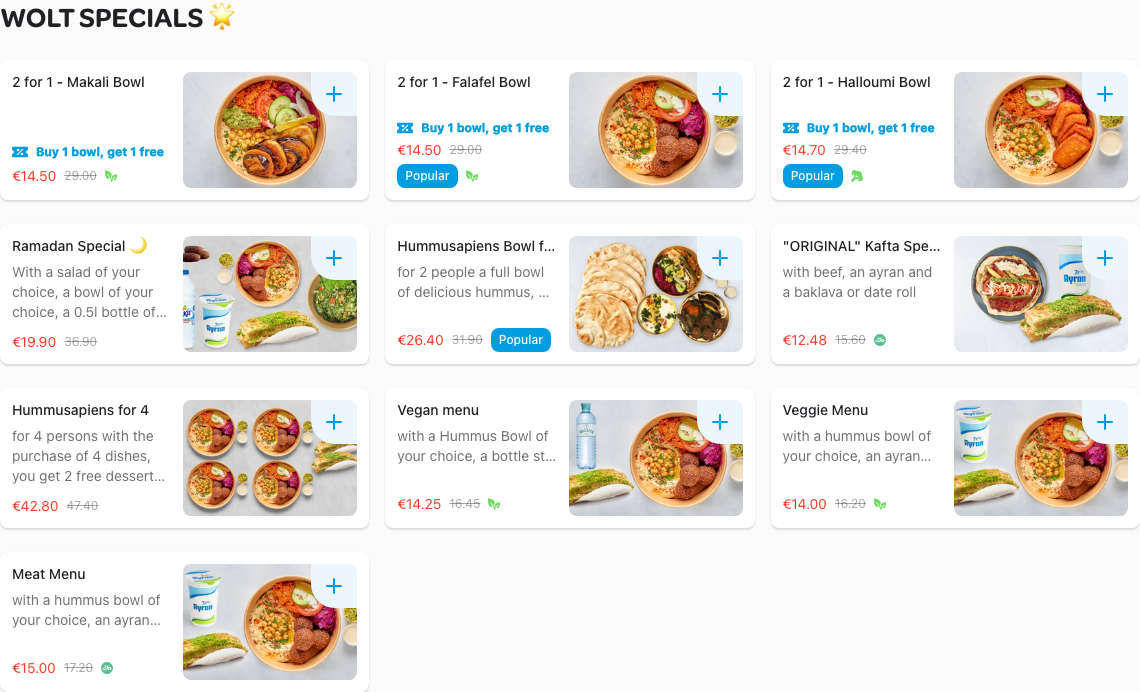 WOLT SPECIALS 🌟
2 for 1 - Makali Bowl
Buy 1 bowl, get 1 free
€14.50 29.00
2 for 1 - Falafel Bowl
Buy 1 bowl, get 1 free
€14.50 29.00
Popular
2 for 1 - Halloumi Bowl
Buy 1 bowl, get 1 free
€14.70 29.40
Popular
Ramadan Special 🌙
With a salad of your
choice, a bowl of your
choice, a 0.5l bottle of...
€19.90 36.90
Ayran
Hummusapiens Bowl f...
for 2 people a full bowl
of delicious hummus, ...
€26.40 31.90 Popular
"ORIGINAL" Kafta Spe...
with beef, an ayran and
a baklava or date roll
€12.48 15.60
Ayran
Hummusapiens for 4
for 4 persons with the
purchase of 4 dishes,
you get 2 free dessert...
€42.80 47.40
Vegan menu
with a Hummus Bowl of
your choice, a bottle st...
€14.25 16.45
Veggie Menu
with a hummus bowl of
your choice, an ayran...
€14.00 16.20
Ayran
Meat Menu
with a hummus bowl of
your choice, an ayran...
€15.00 17.20
Ayran